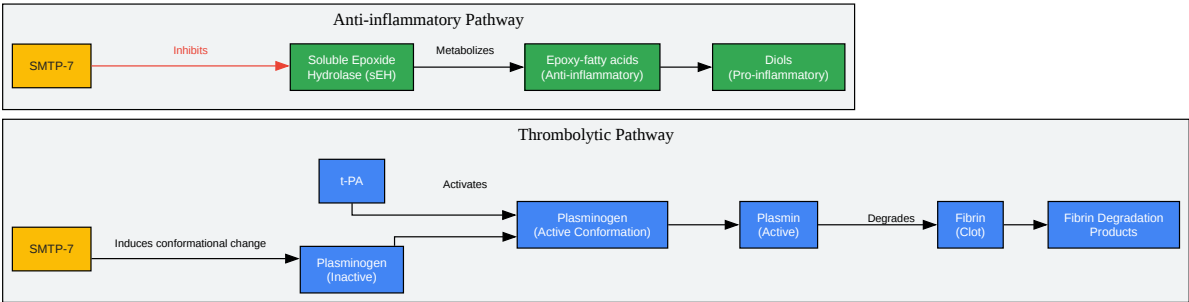 Anti-inflammatory Pathway
SMTP-7
Inhibits
Soluble Epoxide
Hydrolase (sEH)
Metabolizes
Epoxy-fatty acids
(Anti-inflammatory)
Diols
(Pro-inflammatory)
Thrombolytic Pathway
t-PA
Activates
SMTP-7
Induces conformational change
Plasminogen
(Inactive)
Plasminogen
(Active Conformation)
Plasmin
(Active)
Degrades
Fibrin
(Clot)
Fibrin Degradation
Products